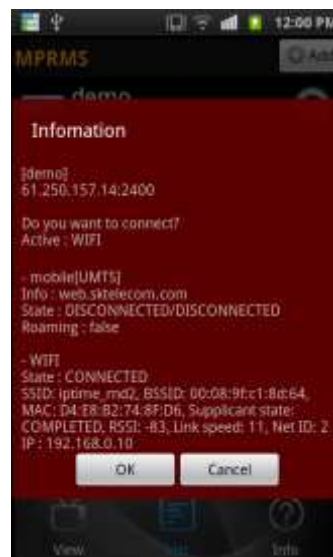 12:00 PM
MPRMS
Add
demo
Infomation
[demo]
61.250.157.14:2400
Do you want to connect?
Active : WIFI
- mobile[UMTS]
Info : web.sktelecom.com
State : DISCONNECTED/DISCONNECTED
Roaming : false
- WIFI
State : CONNECTED
SSID: iptime_md2, BSSID: 00:08:9f:c1:8d:64,
MAC: D4:E8:B2:74:8F:D6, Supplicant state:
COMPLETED, RSSI: -83, Link speed: 11, Net ID: 2
IP : 192.168.0.10
OK Cancel
View Info